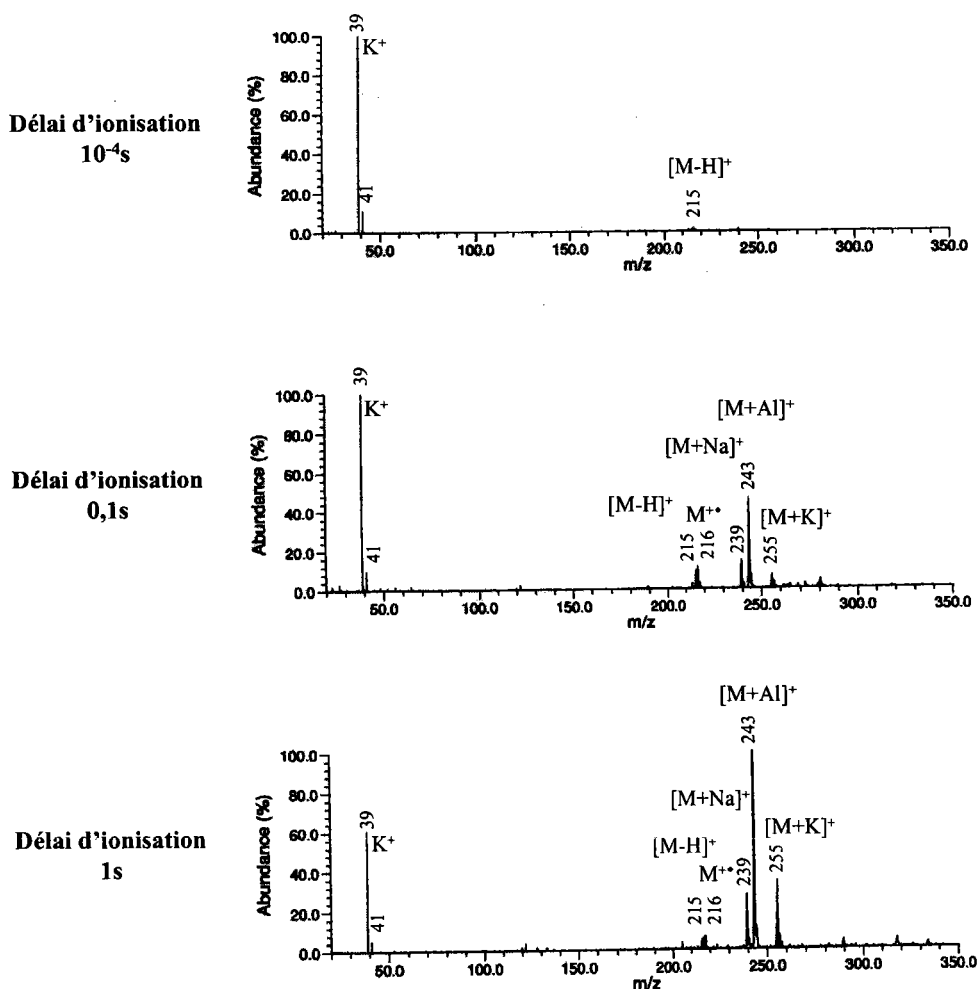 39
K⁺
Délai d'ionisation
10⁻⁴s
Abundance (%)
100.0
80.0
60.0
40.0
20.0
0.0
41
[M-H]⁺
215
50.0 100.0 150.0 200.0 250.0 300.0 350.0
m/z
39
K⁺
Délai d'ionisation
0,1s
Abundance (%)
100.0
80.0
60.0
40.0
20.0
0.0
41
[M+Al]⁺
[M+Na]⁺
243
[M-H]⁺
M⁺•
[M+K]⁺
215
216
239
255
50.0 100.0 150.0 200.0 250.0 300.0 350.0
m/z
[M+Al]⁺
243
Délai d'ionisation
1s
Abundance (%)
100.0
80.0
60.0
40.0
20.0
0.0
39
K⁺
41
[M+Na]⁺
[M-H]⁺
[M+K]⁺
M⁺•
215
216
239
255
50.0 100.0 150.0 200.0 250.0 300.0 350.0
m/z